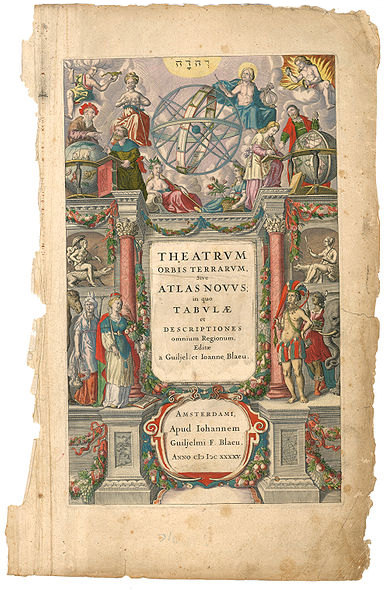 יהוה
THEATRVM
ORBIS TERRARVM,
Sive
ATLAS NOVVS;
in quo
TABVLÆ
et
DESCRIPTIONES
omnium Regionum,
Editæ
a Guiljel: et Ioanne Blaeu.
AMSTERDAMI,
Apud Iohannem
Guiljelmi F. Blaeu.
ANNO cIɔ Iɔc XXXXV.